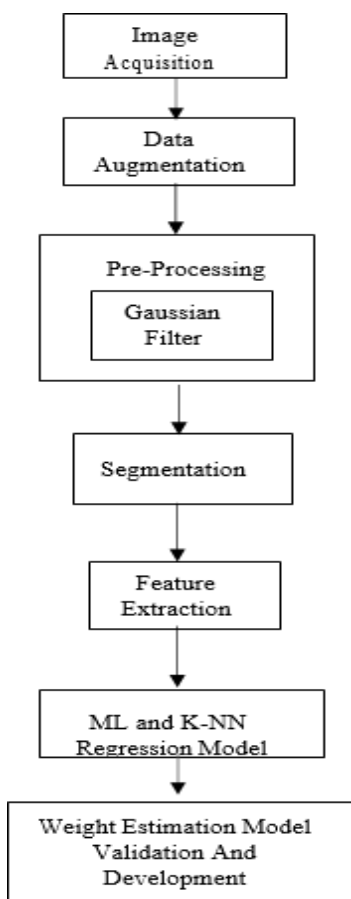 Image
Acquisition
Data
Augmentation
Pre-Processing
Gaussian
Filter
Segmentation
Feature
Extraction
ML and K-NN
Regression Model
Weight Estimation Model
Validation And
Development